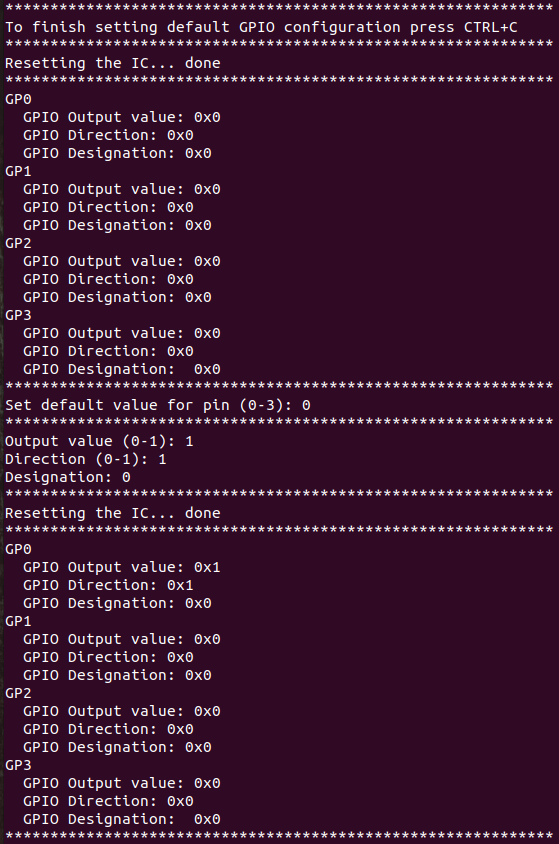 *************************************************************
To finish setting default GPIO configuration press CTRL+C
*************************************************************
Resetting the IC... done
*************************************************************
GP0
  GPIO Output value: 0x0
  GPIO Direction: 0x0
  GPIO Designation: 0x0
GP1
  GPIO Output value: 0x0
  GPIO Direction: 0x0
  GPIO Designation: 0x0
GP2
  GPIO Output value: 0x0
  GPIO Direction: 0x0
  GPIO Designation: 0x0
GP3
  GPIO Output value: 0x0
  GPIO Direction: 0x0
  GPIO Designation:  0x0
*************************************************************
Set default value for pin (0-3): 0
*************************************************************
Output value (0-1): 1
Direction (0-1): 1
Designation: 0
*************************************************************
Resetting the IC... done
*************************************************************
GP0
  GPIO Output value: 0x1
  GPIO Direction: 0x1
  GPIO Designation: 0x0
GP1
  GPIO Output value: 0x0
  GPIO Direction: 0x0
  GPIO Designation: 0x0
GP2
  GPIO Output value: 0x0
  GPIO Direction: 0x0
  GPIO Designation: 0x0
GP3
  GPIO Output value: 0x0
  GPIO Direction: 0x0
  GPIO Designation:  0x0
*************************************************************